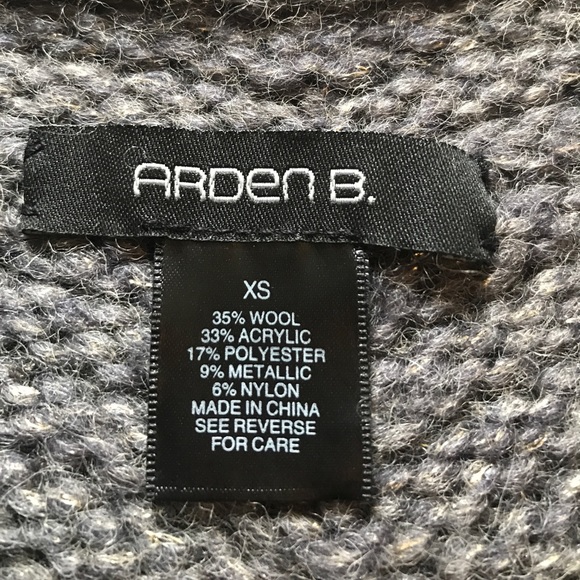 ARDEN B.
XS
35% WOOL
33% ACRYLIC
17% POLYESTER
9% METALLIC
6% NYLON
MADE IN CHINA
SEE REVERSE
FOR CARE